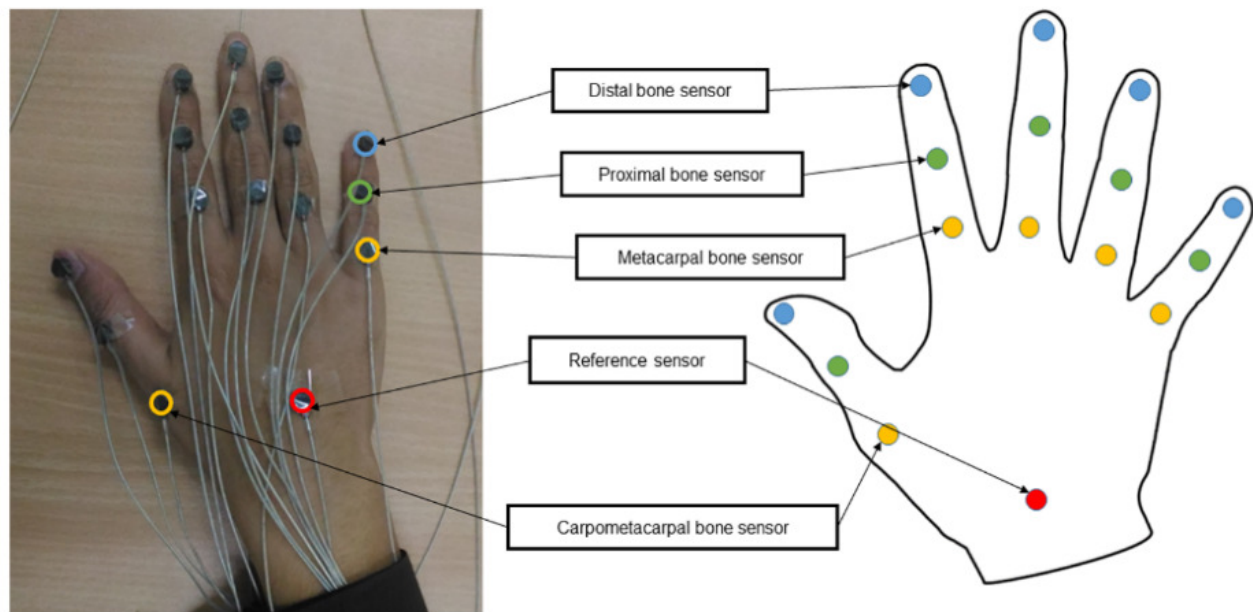 Distal bone sensor
Proximal bone sensor
Metacarpal bone sensor
Reference sensor
Carpometacarpal bone sensor